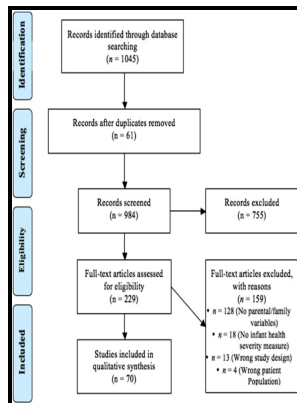 Identification
Records identified through database
searching
(n = 1045)
Screening
Records after duplicates removed
(n = 61)
Records screened
(n = 984)
Records excluded
(n = 755)
Eligibility
Full-text articles assessed
for eligibility
(n = 229)
Full-text articles excluded,
with reasons
(n = 159)
• n = 128 (No parental/family
variables)
• n = 18 (No infant health
severity measure)
• n = 13 (Wrong study design)
• n = 4 (Wrong patient
Population)
Included
Studies included in
qualitative synthesis
(n = 70)